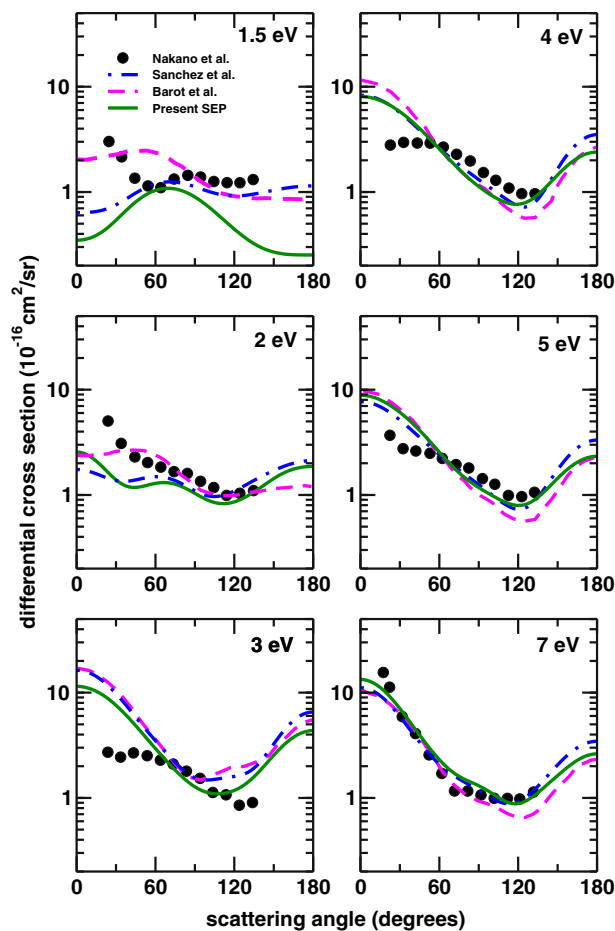 1.5 eV
Nakano et al.
Sanchez et al.
Barot et al.
Present SEP
10
1
0 60 120 180
4 eV
10
1
0 60 120 180
2 eV
10
1
0 60 120 180
5 eV
10
1
0 60 120 180
3 eV
10
1
0 60 120 180
7 eV
10
1
0 60 120 180
differential cross section (10⁻¹⁶ cm²/sr)
scattering angle (degrees)